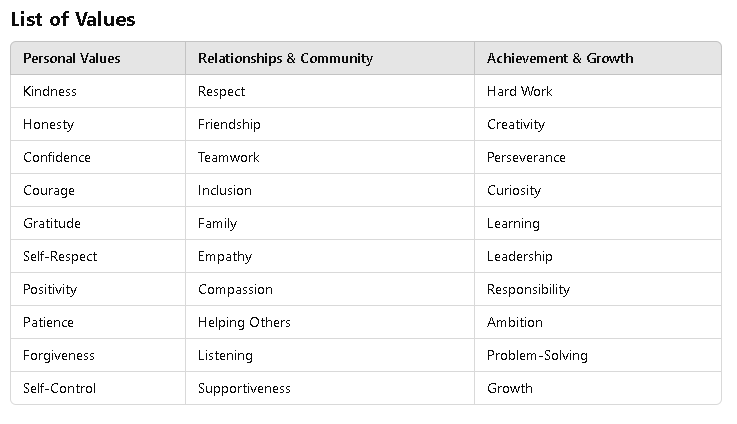 List of Values
Personal Values Relationships & Community Achievement & Growth
Kindness Respect Hard Work
Honesty Friendship Creativity
Confidence Teamwork Perseverance
Courage Inclusion Curiosity
Gratitude Family Learning
Self-Respect Empathy Leadership
Positivity Compassion Responsibility
Patience Helping Others Ambition
Forgiveness Listening Problem-Solving
Self-Control Supportiveness Growth